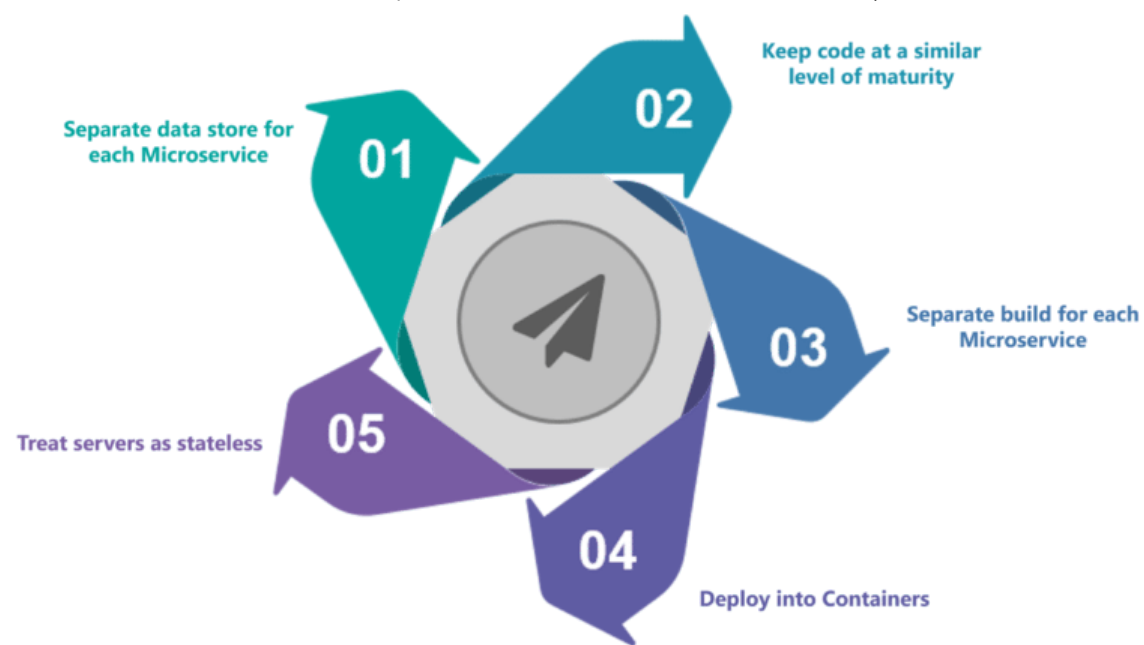 01
Separate data store for
each Microservice
02
Keep code at a similar
level of maturity
03
Separate build for each
Microservice
04
Deploy into Containers
05
Treat servers as stateless